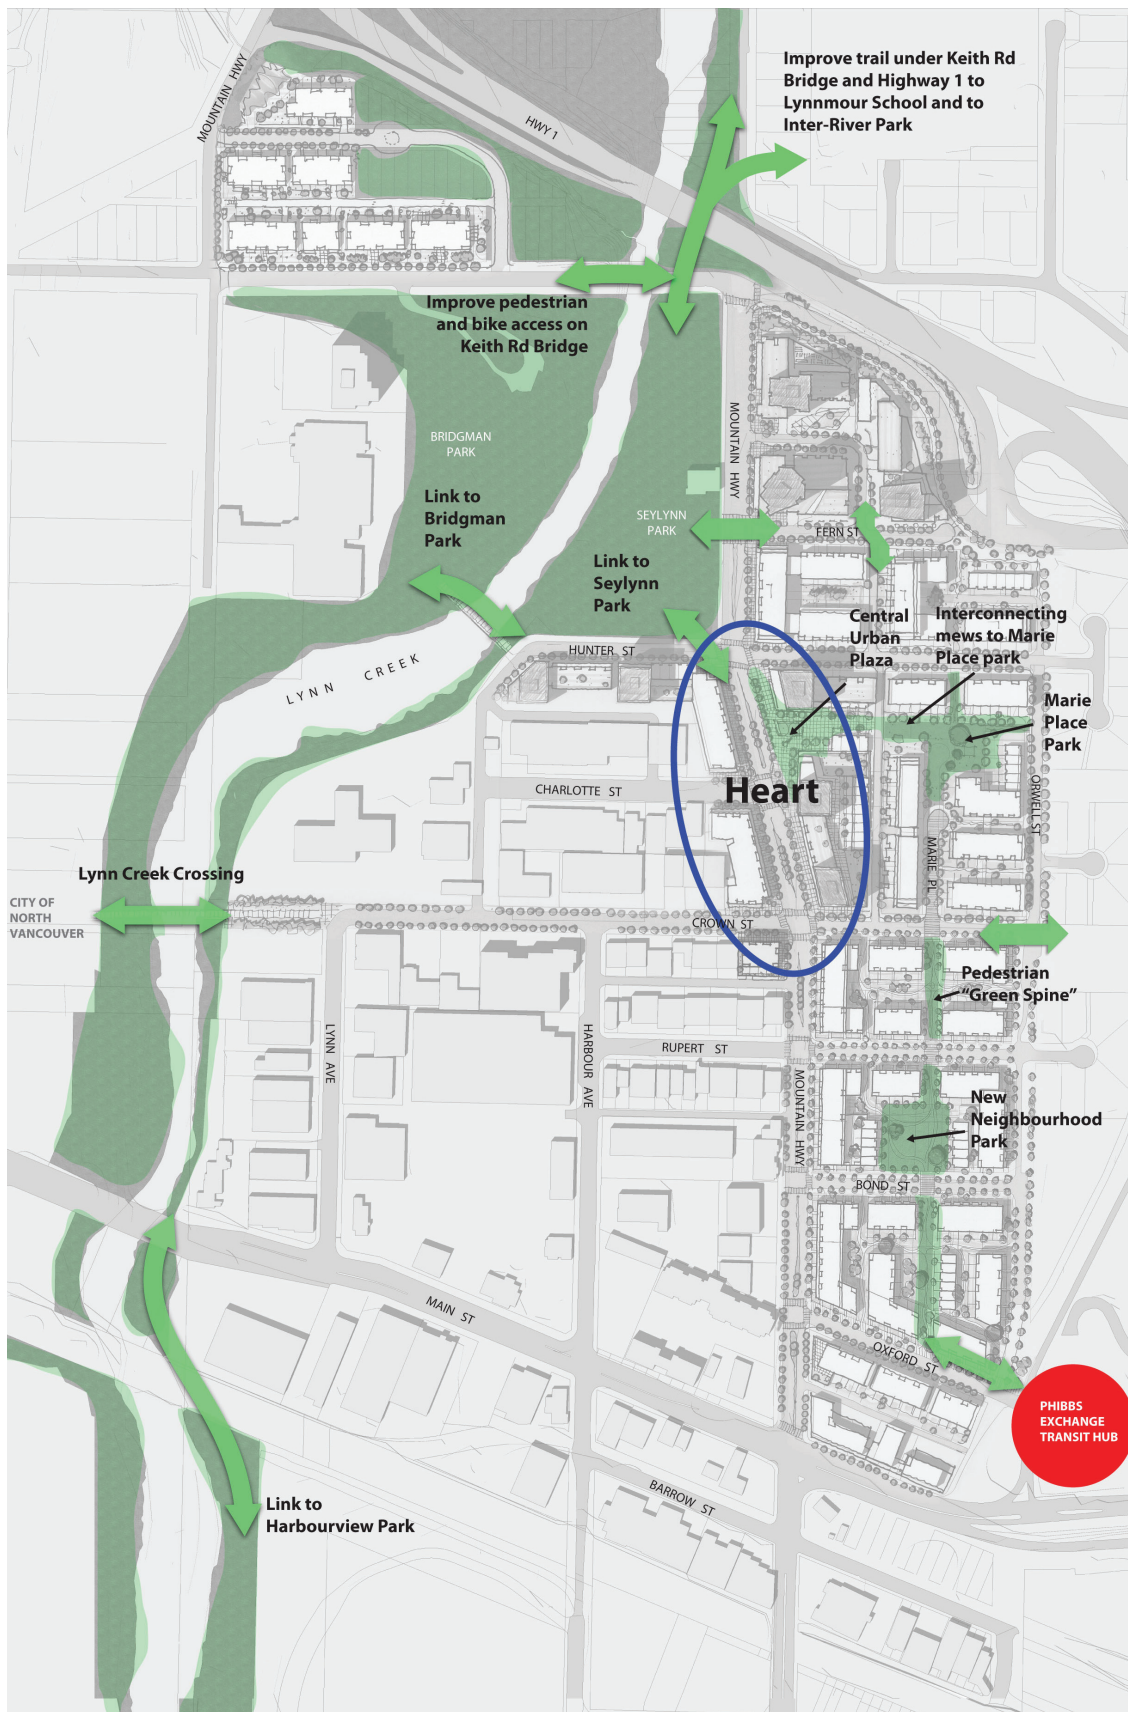 Improve trail under Keith Rd
Bridge and Highway 1 to
Lynnmour School and to
Inter-River Park
MOUNTAIN HWY
HWY 1
Improve pedestrian
and bike access on
Keith Rd Bridge
BRIDGMAN
PARK
MOUNTAIN HWY
Link to
Bridgman
Park
SEYLYNN
PARK
FERN ST
Link to
Seylynn
Park
Central
Urban
Plaza
Interconnecting
mews to Marie
Place park
HUNTER ST
LYNN CREEK
Marie
Place
Park
CHARLOTTE ST
Heart
ORWELL ST
MARIE PL
Lynn Creek Crossing
CITY OF
NORTH
VANCOUVER
CROWN ST
Pedestrian
“Green Spine”
LYNN AVE
HARBOUR AVE
RUPERT ST
MOUNTAIN HWY
New
Neighbourhood
Park
BOND ST
MAIN ST
OXFORD ST
PHIBBS
EXCHANGE
TRANSIT HUB
BARROW ST
Link to
Harbourview Park